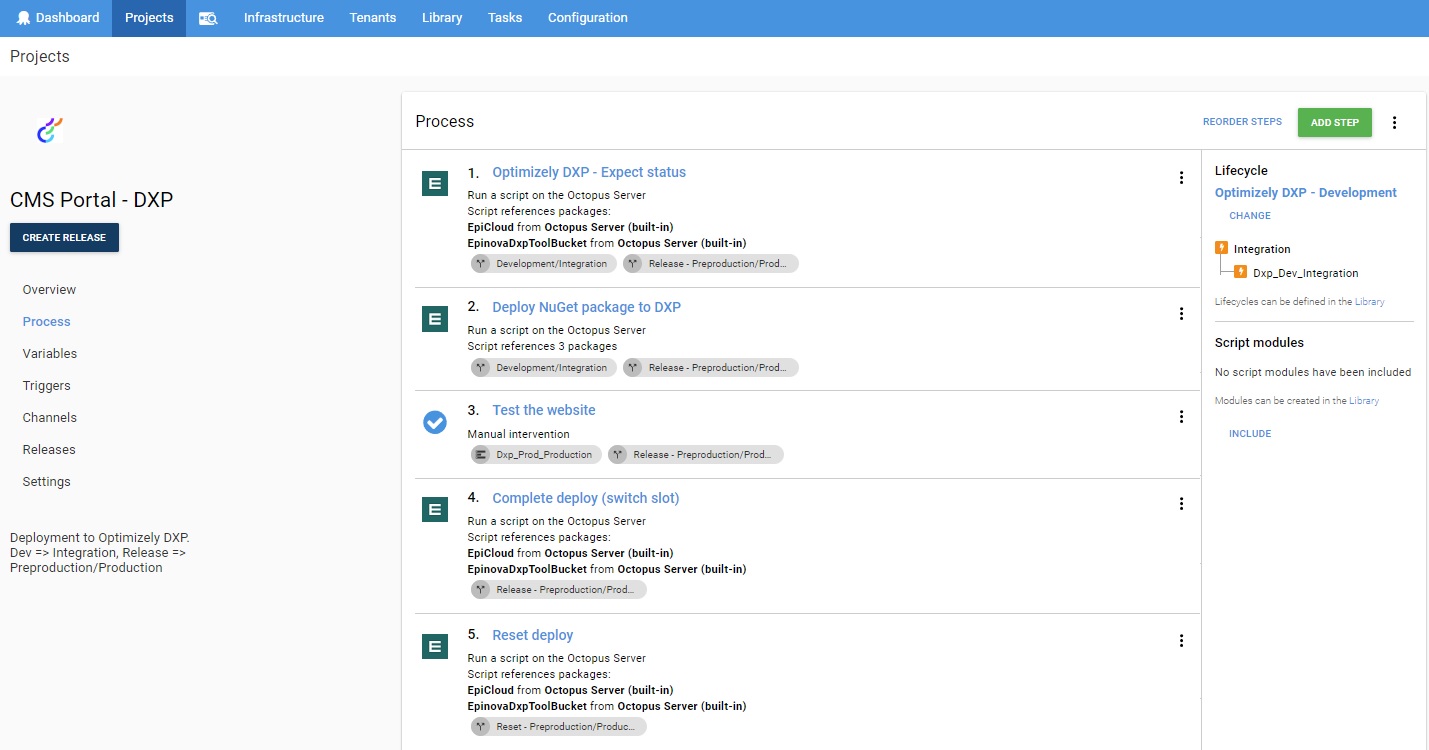 Dashboard
Projects
Infrastructure
Tenants
Library
Tasks
Configuration
Projects
CMS Portal - DXP
CREATE RELEASE
Overview
Process
Variables
Triggers
Channels
Releases
Settings
Deployment to Optimizely DXP.
Dev => Integration, Release =>
Preproduction/Production
Process
REORDER STEPS
ADD STEP
1. Optimizely DXP - Expect status
Run a script on the Octopus Server
Script references packages:
EpiCloud from Octopus Server (built-in)
EpinovaDxpToolBucket from Octopus Server (built-in)
Development/Integration
Release - Preproduction/Prod...
2. Deploy NuGet package to DXP
Run a script on the Octopus Server
Script references 3 packages
Development/Integration
Release - Preproduction/Prod...
3. Test the website
Manual intervention
Dxp_Prod_Production
Release - Preproduction/Prod...
4. Complete deploy (switch slot)
Run a script on the Octopus Server
Script references packages:
EpiCloud from Octopus Server (built-in)
EpinovaDxpToolBucket from Octopus Server (built-in)
Release - Preproduction/Prod...
5. Reset deploy
Run a script on the Octopus Server
Script references packages:
EpiCloud from Octopus Server (built-in)
EpinovaDxpToolBucket from Octopus Server (built-in)
Reset - Preproduction/Produc...
Lifecycle
Optimizely DXP - Development
CHANGE
Integration
Dxp_Dev_Integration
Lifecycles can be defined in the Library
Script modules
No script modules have been included
Modules can be created in the Library
INCLUDE